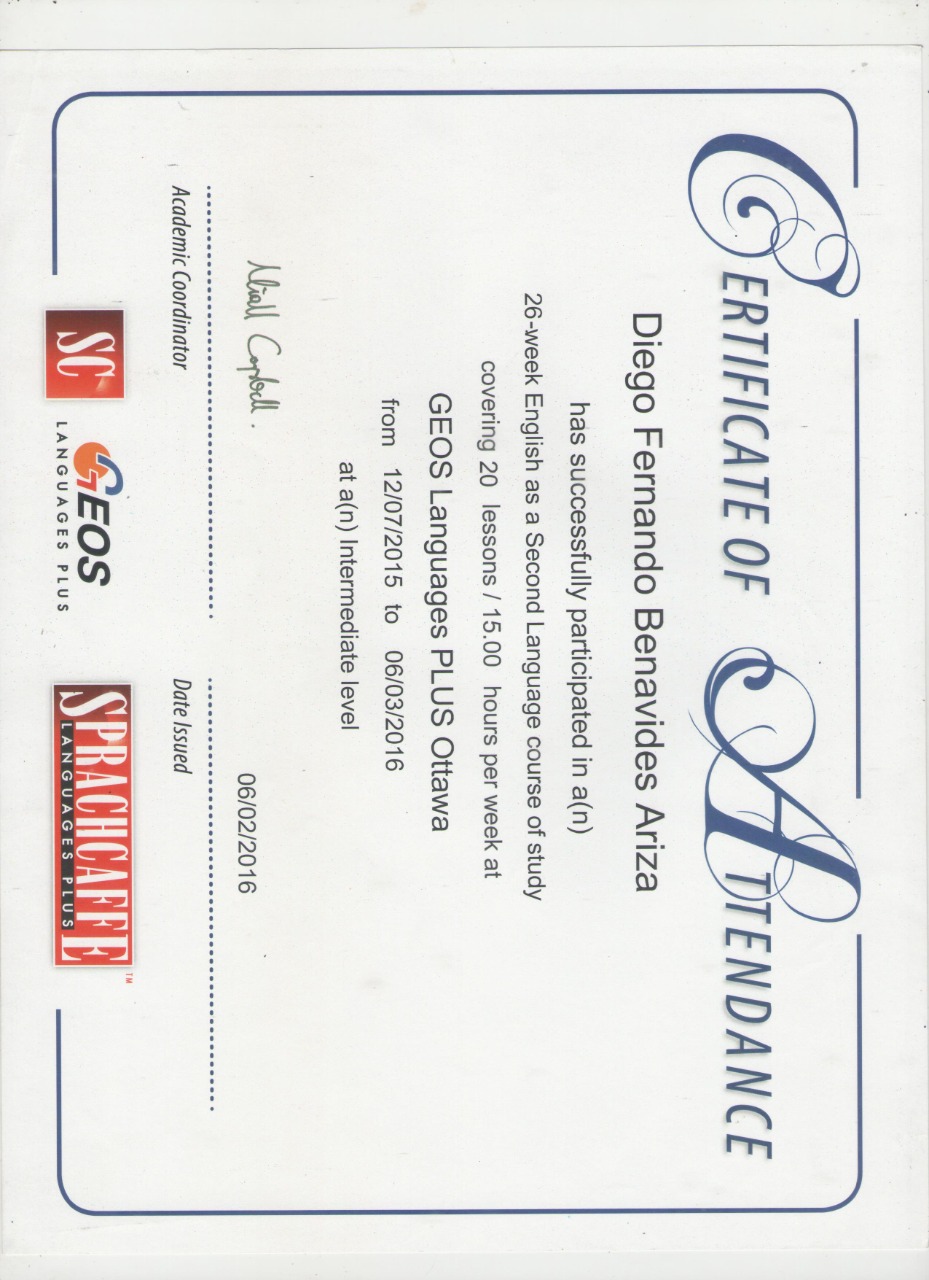 CERTIFICATE OF ATTENDANCE
Diego Fernando Benavides Ariza
has successfully participated in a(n)
26-week English as a Second Language course of study
covering 20 lessons / 15.00 hours per week at
GEOS Languages PLUS Ottawa
from 12/07/2015 to 06/03/2016
at a(n) Intermediate level
Niall Campbell.
06/02/2016
Academic Coordinator
Date Issued
SC
GEOS
LANGUAGES PLUS
SPRACHCAFFE™
LANGUAGES PLUS